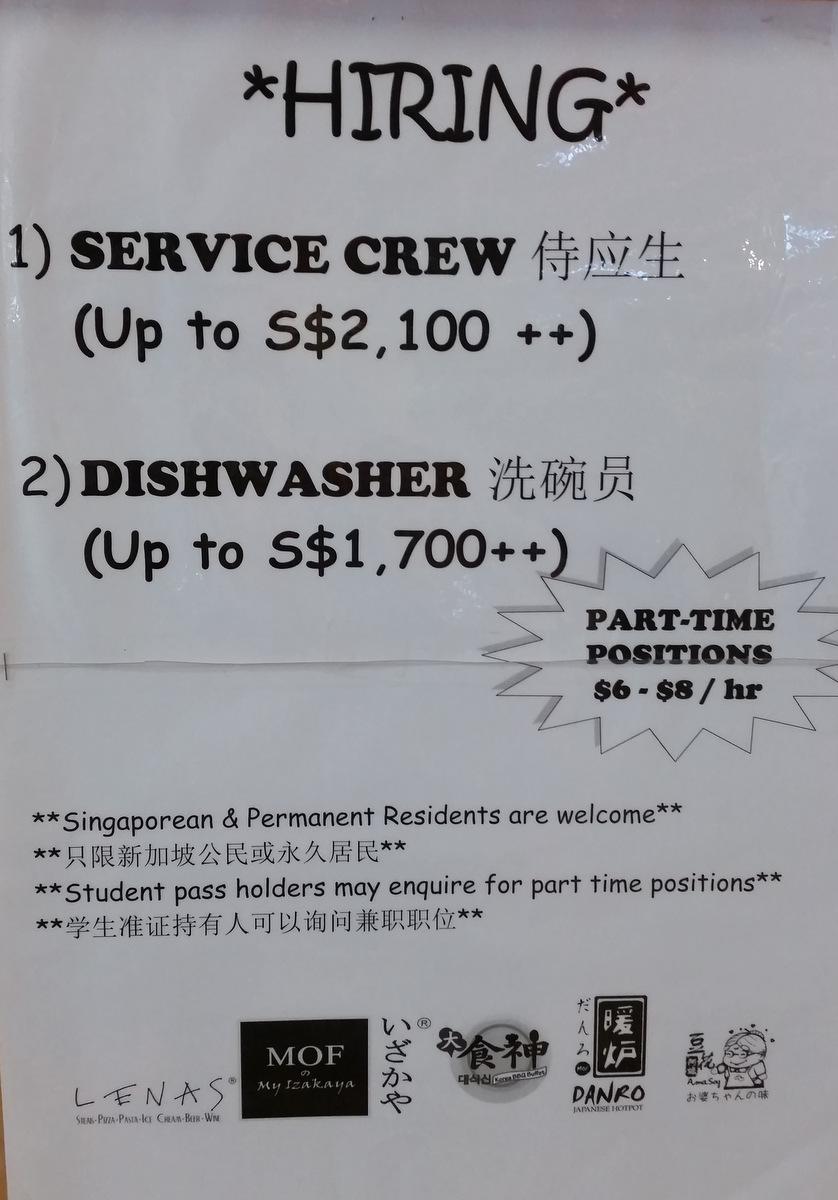 *HIRING*
1) SERVICE CREW 侍应生
(Up to S$2,100 ++)
2) DISHWASHER 洗碗员
(Up to S$1,700++)
PART-TIME
POSITIONS
$6 - $8 / hr
**Singaporean & Permanent Residents are welcome**
**只限新加坡公民或永久居民**
**Student pass holders may enquire for part time positions**
**学生准证持有人可以询问兼职职位**
LENAS®
STEAK-PIZZA-PASTA-ICE CREAM-BEER-WINE
MOF
の
My Izakaya
いざかや®
大食神
대식신 Korea BBQ Buffet
だんろ
暖炉
DANRO
JAPANESE HOTPOT
豆花
AmaSoy
お婆ちゃんの味